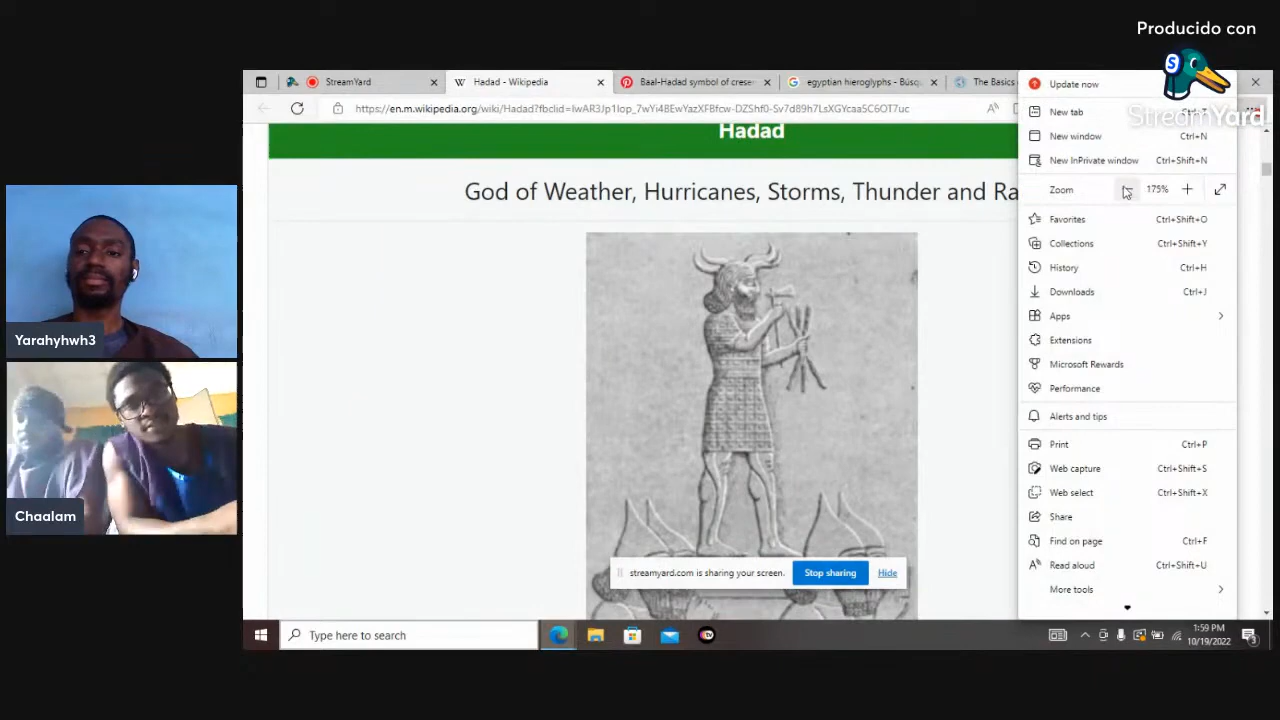 Producido con
StreamYard
StreamYard
Hadad - Wikipedia
Baal-Hadad symbol of cresc
egyptian hieroglyphs - Búsq
The Basics
https://en.m.wikipedia.org/wiki/Hadad?fbclid=IwAR3Jp1Iop_7wYi4BEwYazXFBfcw-DZShf0-Sv7d89h7LsXGYcaa5C6OT7uc
Hadad
God of Weather, Hurricanes, Storms, Thunder and Ra
Update now
New tab
New window Ctrl+N
New InPrivate window Ctrl+Shift+N
Zoom 175%
Favorites Ctrl+Shift+O
Collections Ctrl+Shift+Y
History Ctrl+H
Downloads Ctrl+J
Apps
Extensions
Microsoft Rewards
Performance
Alerts and tips
Print Ctrl+P
Web capture Ctrl+Shift+S
Web select Ctrl+Shift+X
Share
Find on page Ctrl+F
Read aloud Ctrl+Shift+U
More tools
Yarahyhwh3
Chaalam
streamyard.com is sharing your screen.
Stop sharing
Hide
Type here to search
1:59 PM
10/19/2022